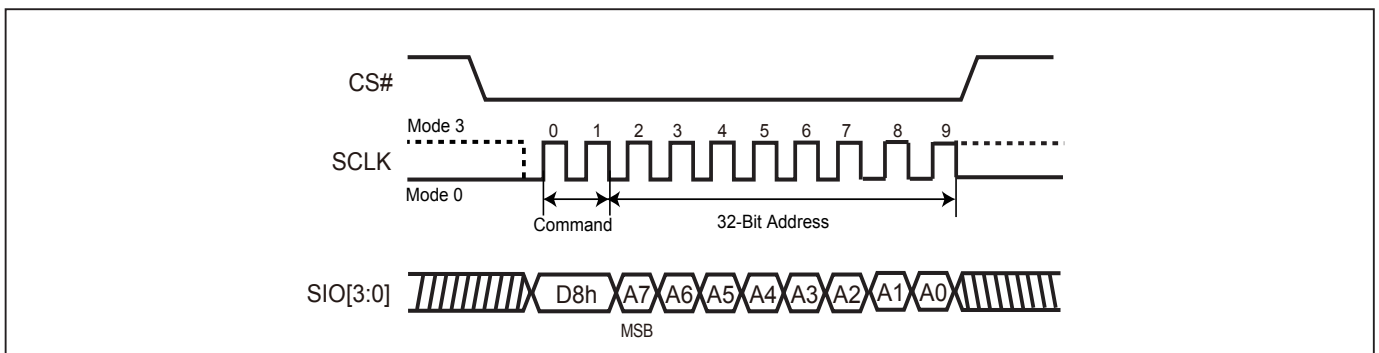 CS#
Mode 3
0 1 2 3 4 5 6 7 8 9
SCLK
Mode 0
Command
32-Bit Address
SIO[3:0]
D8h A7 A6 A5 A4 A3 A2 A1 A0
MSB